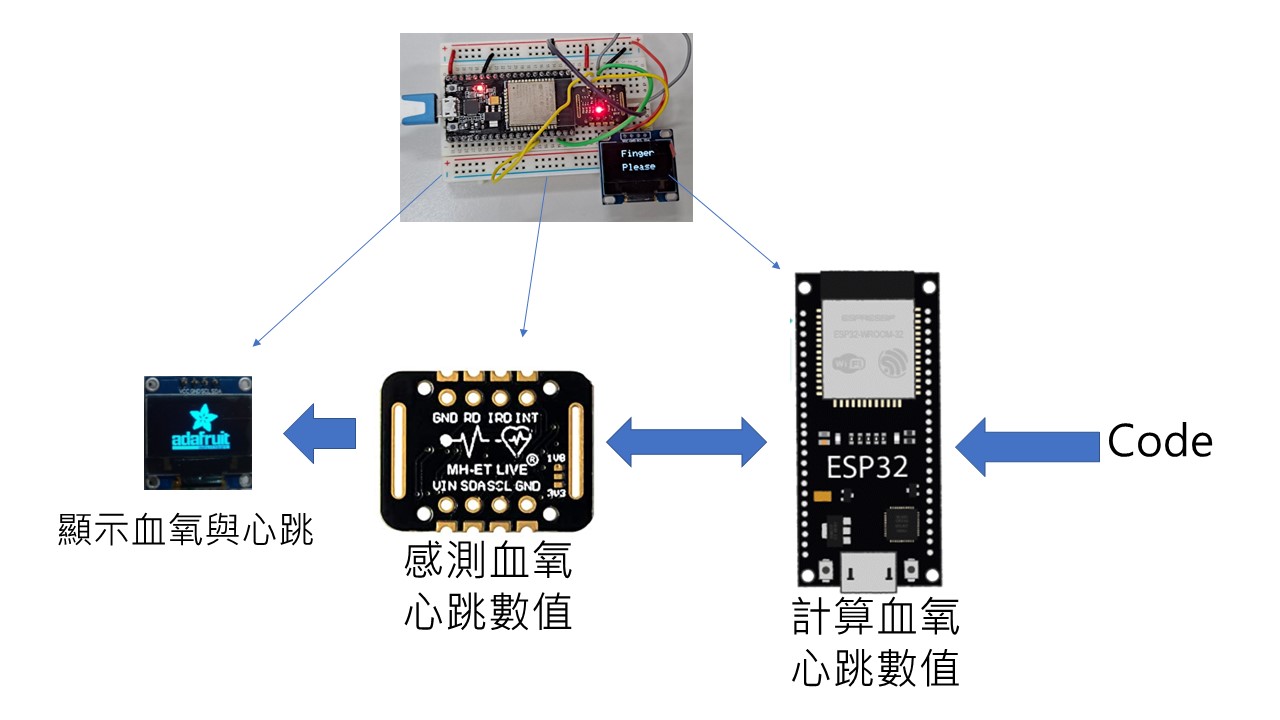 Finger
Please
VCCGNDSCLSDA
adafruit
顯示血氧與心跳
GND RD IRD INT
MH-ET LIVE®
1V8
VIN SDA SCL GND
3V3
感測血氧
心跳數值
ESP32-WROOM-32
WiFi
ESP32
計算血氧
心跳數值
Code